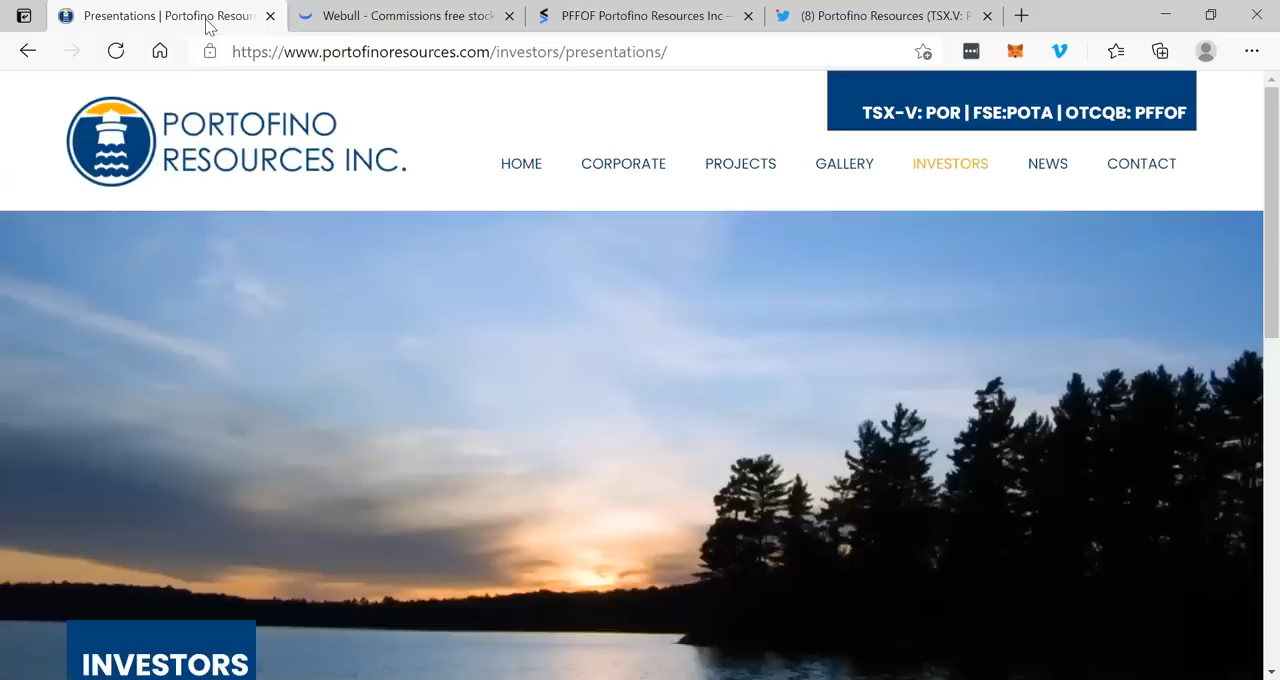 Presentations | Portofino Resour
Webull - Commissions free stoc
PFFOF Portofino Resources Inc —
(8) Portofino Resources (TSX.V: P
https://www.portofinoresources.com/investors/presentations/
TSX-V: POR | FSE:POTA | OTCQB: PFFOF
PORTOFINO
RESOURCES INC.
HOME CORPORATE PROJECTS GALLERY INVESTORS NEWS CONTACT
INVESTORS